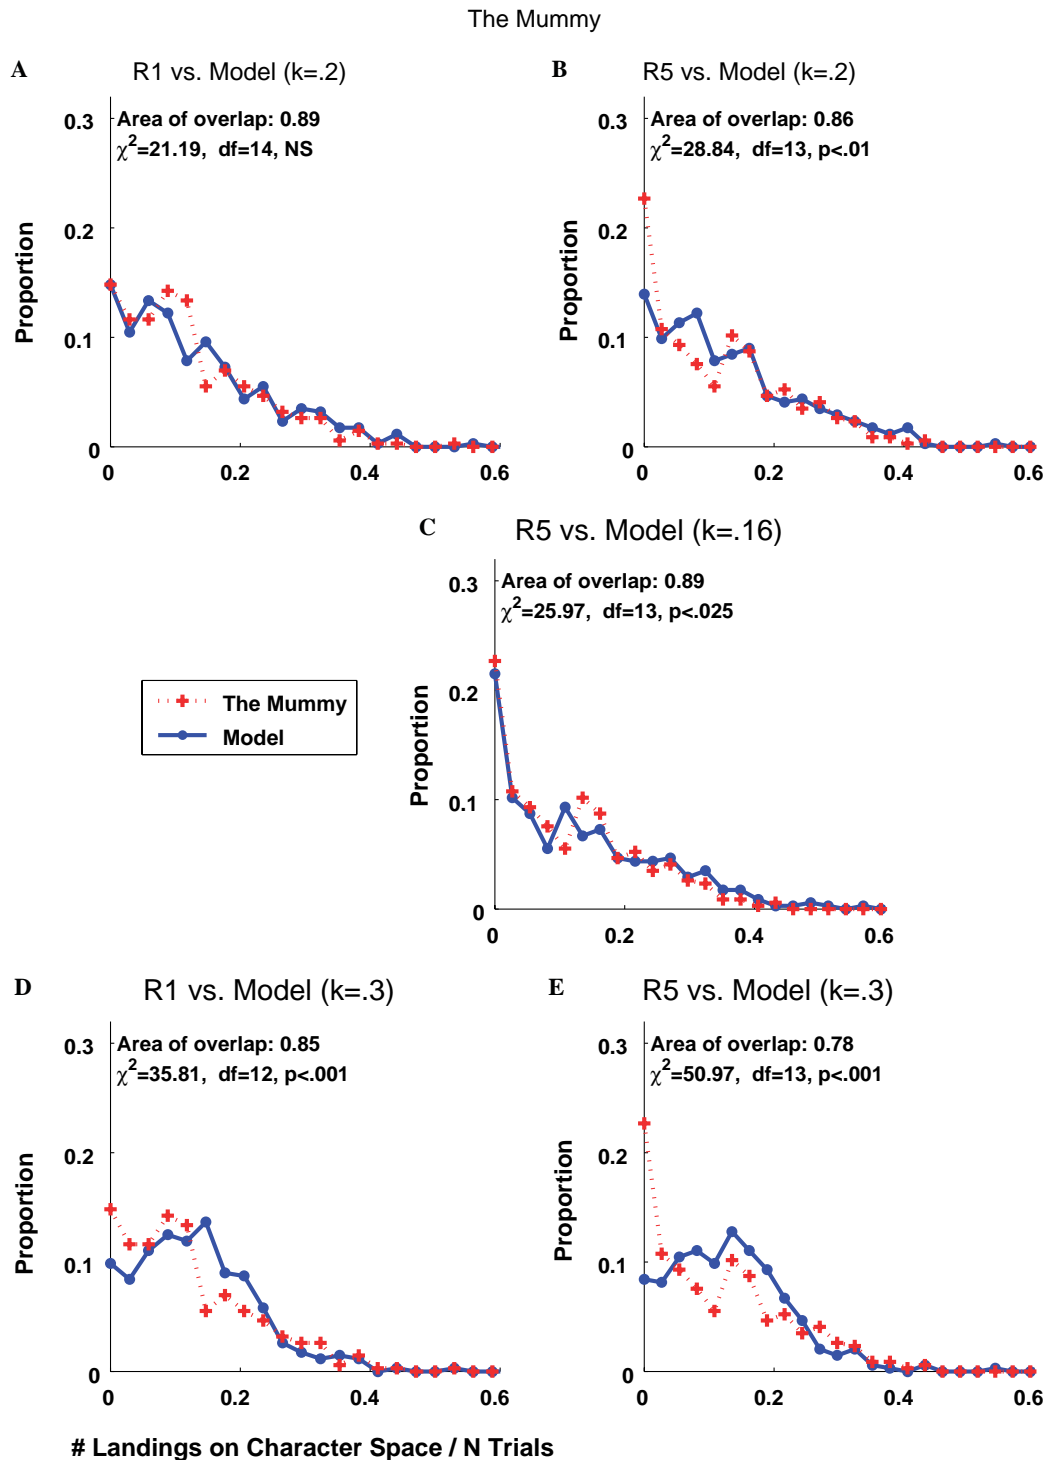 The Mummy
A
R1 vs. Model (k=.2)
Area of overlap: 0.89
χ²=21.19, df=14, NS
0.3
0.2
0.1
0
Proportion
0 0.2 0.4 0.6
B
R5 vs. Model (k=.2)
Area of overlap: 0.86
χ²=28.84, df=13, p<.01
0.3
0.2
0.1
0
Proportion
0 0.2 0.4 0.6
C
R5 vs. Model (k=.16)
Area of overlap: 0.89
χ²=25.97, df=13, p<.025
0.3
0.2
0.1
0
Proportion
0 0.2 0.4 0.6
The Mummy
Model
D
R1 vs. Model (k=.3)
Area of overlap: 0.85
χ²=35.81, df=12, p<.001
0.3
0.2
0.1
0
Proportion
0 0.2 0.4 0.6
E
R5 vs. Model (k=.3)
Area of overlap: 0.78
χ²=50.97, df=13, p<.001
0.3
0.2
0.1
0
Proportion
0 0.2 0.4 0.6
# Landings on Character Space / N Trials